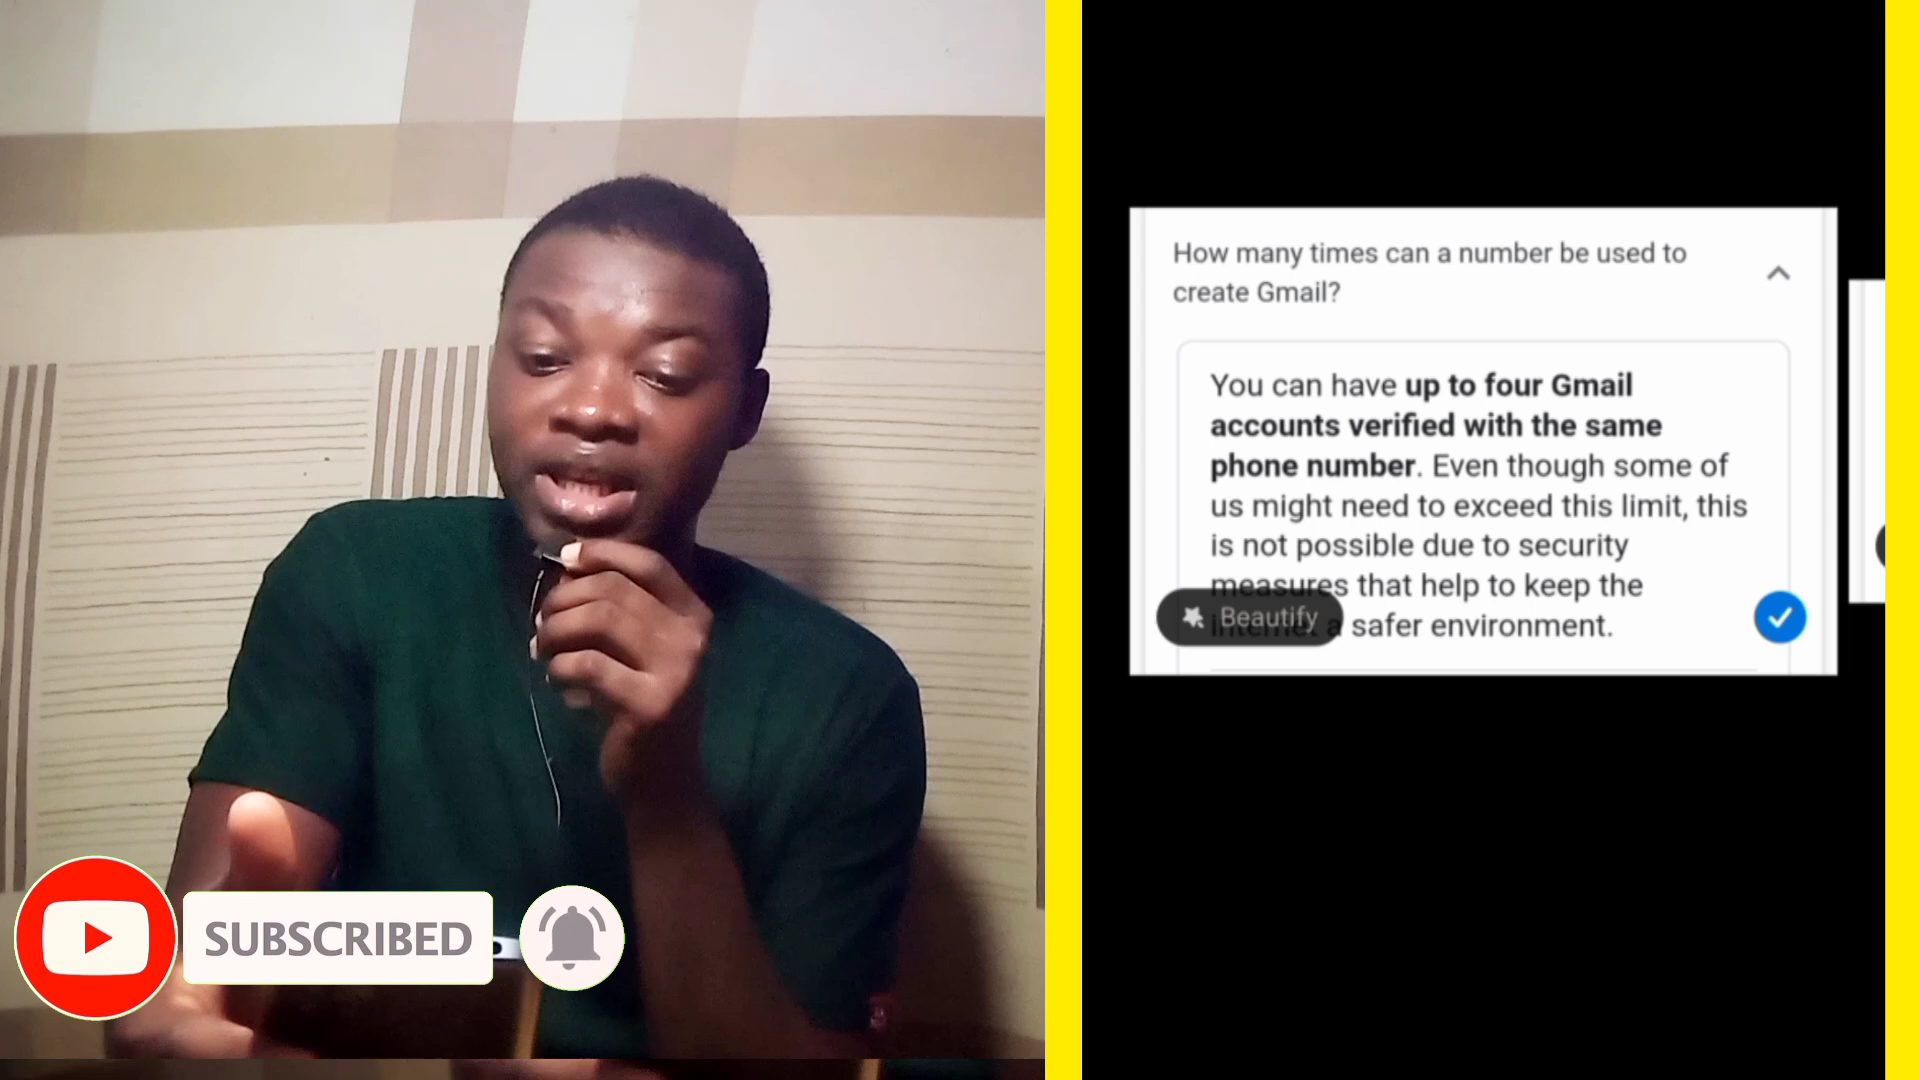 How many times can a number be used to
create Gmail?
You can have up to four Gmail
accounts verified with the same
phone number. Even though some of
us might need to exceed this limit, this
is not possible due to security
measures that help to keep the
Beautify
internet a safer environment.
SUBSCRIBED